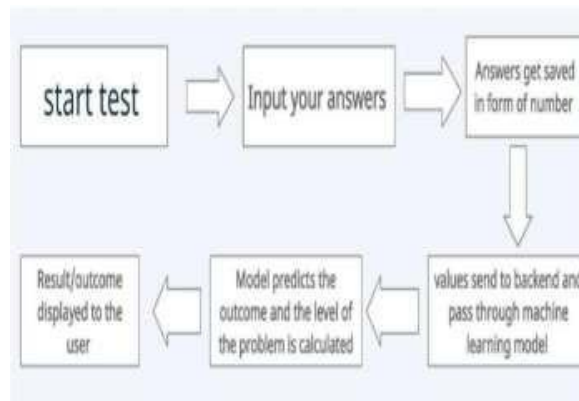 start test
Input your answers
Answers get saved
in form of number
values send to backend and
pass through machine
learning model
Model predicts the
outcome and the level of
the problem is calculated
Result/outcome
displayed to the
user